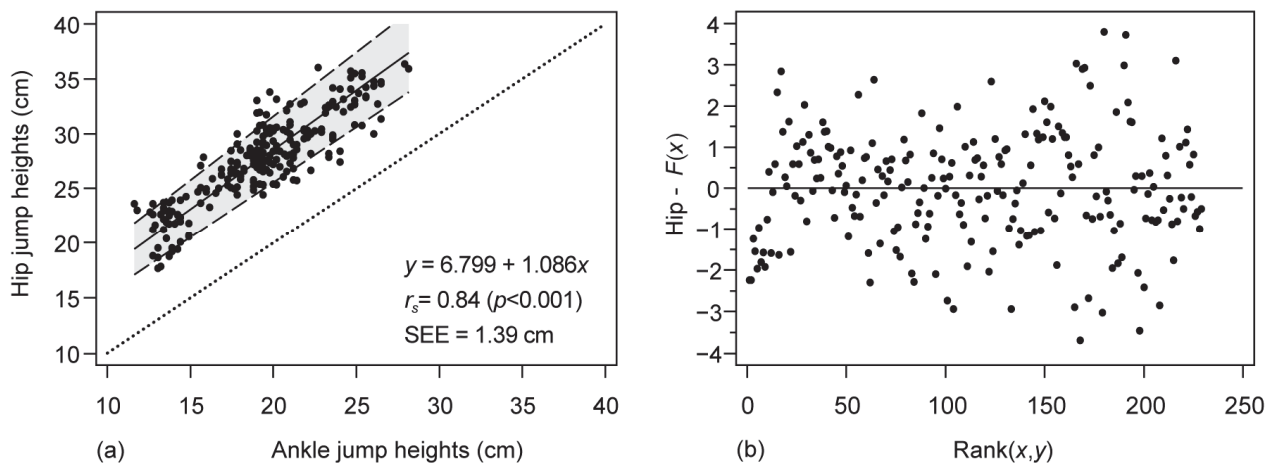 40
35
30
25
20
15
10
Hip jump heights (cm)
y = 6.799 + 1.086x
rs= 0.84 (p<0.001)
SEE = 1.39 cm
10 15 20 25 30 35 40
(a) Ankle jump heights (cm)
4
3
2
1
0
−1
−2
−3
−4
Hip - F(x)
0 50 100 150 200 250
(b) Rank(x,y)